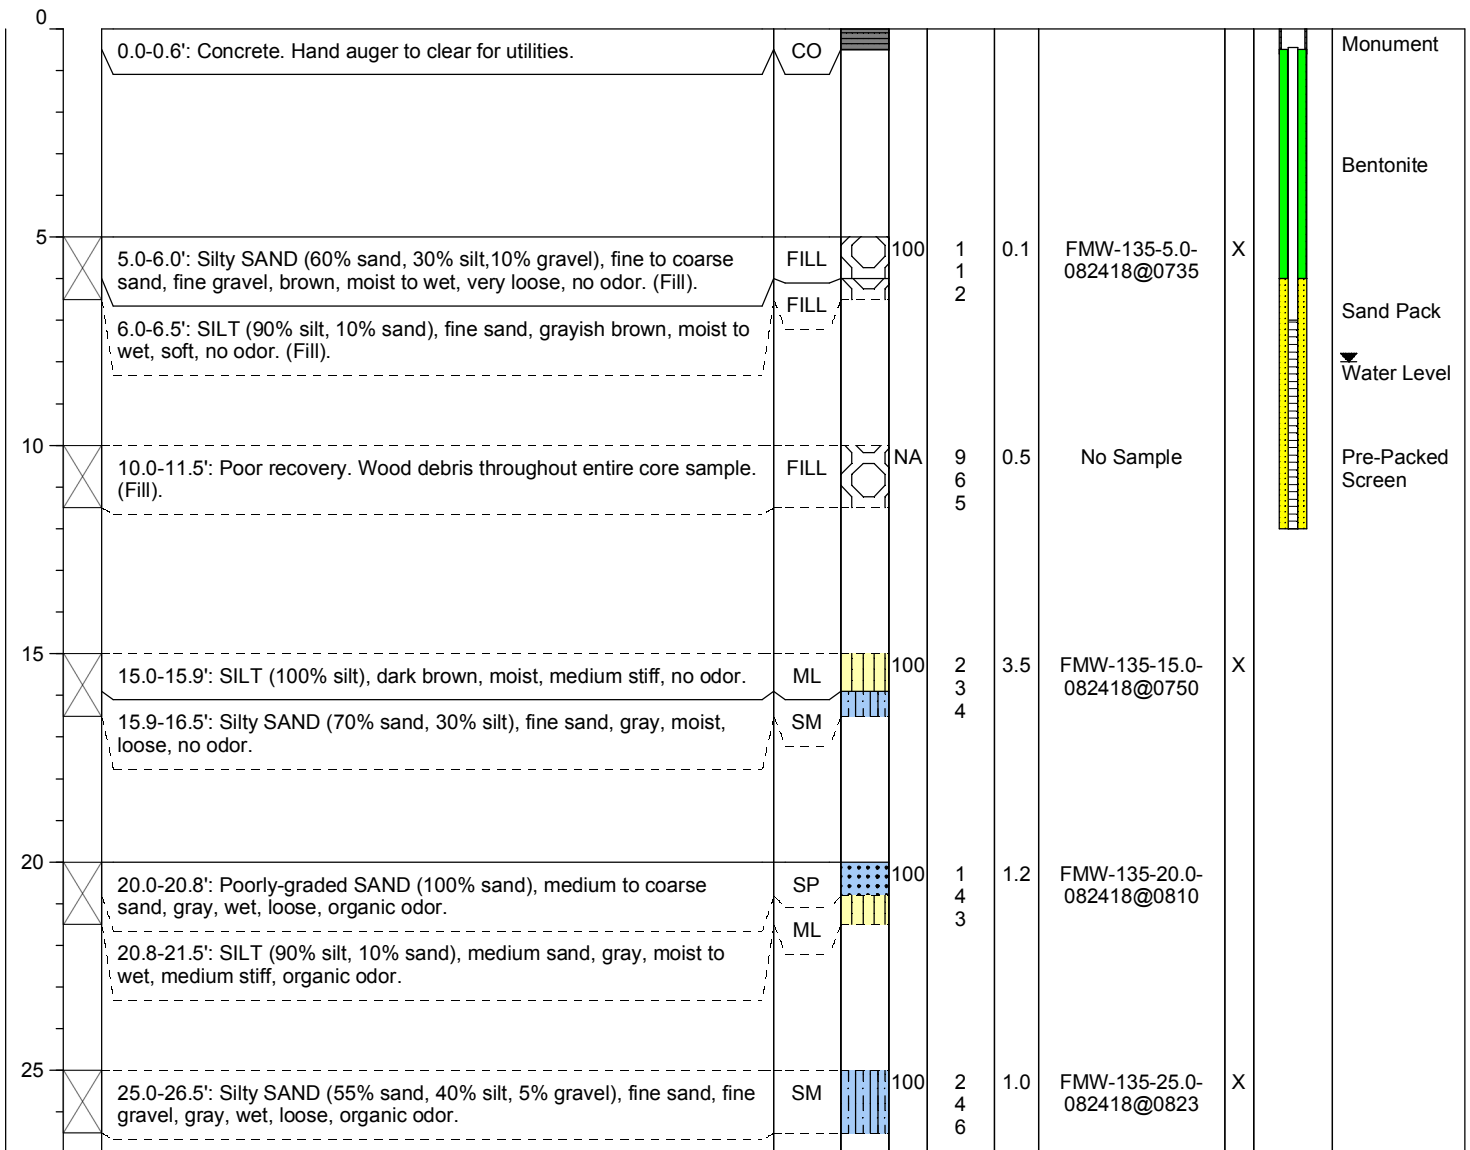 0
0.0-0.6': Concrete. Hand auger to clear for utilities.
CO
Monument
Bentonite
5
5.0-6.0': Silty SAND (60% sand, 30% silt,10% gravel), fine to coarse
sand, fine gravel, brown, moist to wet, very loose, no odor. (Fill).
FILL
100
1
1
2
0.1
FMW-135-5.0-
082418@0735
X
6.0-6.5': SILT (90% silt, 10% sand), fine sand, grayish brown, moist to
wet, soft, no odor. (Fill).
FILL
Sand Pack
Water Level
10
10.0-11.5': Poor recovery. Wood debris throughout entire core sample.
(Fill).
FILL
NA
9
6
5
0.5
No Sample
Pre-Packed
Screen
15
15.0-15.9': SILT (100% silt), dark brown, moist, medium stiff, no odor.
ML
100
2
3
4
3.5
FMW-135-15.0-
082418@0750
X
15.9-16.5': Silty SAND (70% sand, 30% silt), fine sand, gray, moist,
loose, no odor.
SM
20
20.0-20.8': Poorly-graded SAND (100% sand), medium to coarse
sand, gray, wet, loose, organic odor.
SP
100
1
4
3
1.2
FMW-135-20.0-
082418@0810
20.8-21.5': SILT (90% silt, 10% sand), medium sand, gray, moist to
wet, medium stiff, organic odor.
ML
25
25.0-26.5': Silty SAND (55% sand, 40% silt, 5% gravel), fine sand, fine
gravel, gray, wet, loose, organic odor.
SM
100
2
4
6
1.0
FMW-135-25.0-
082418@0823
X